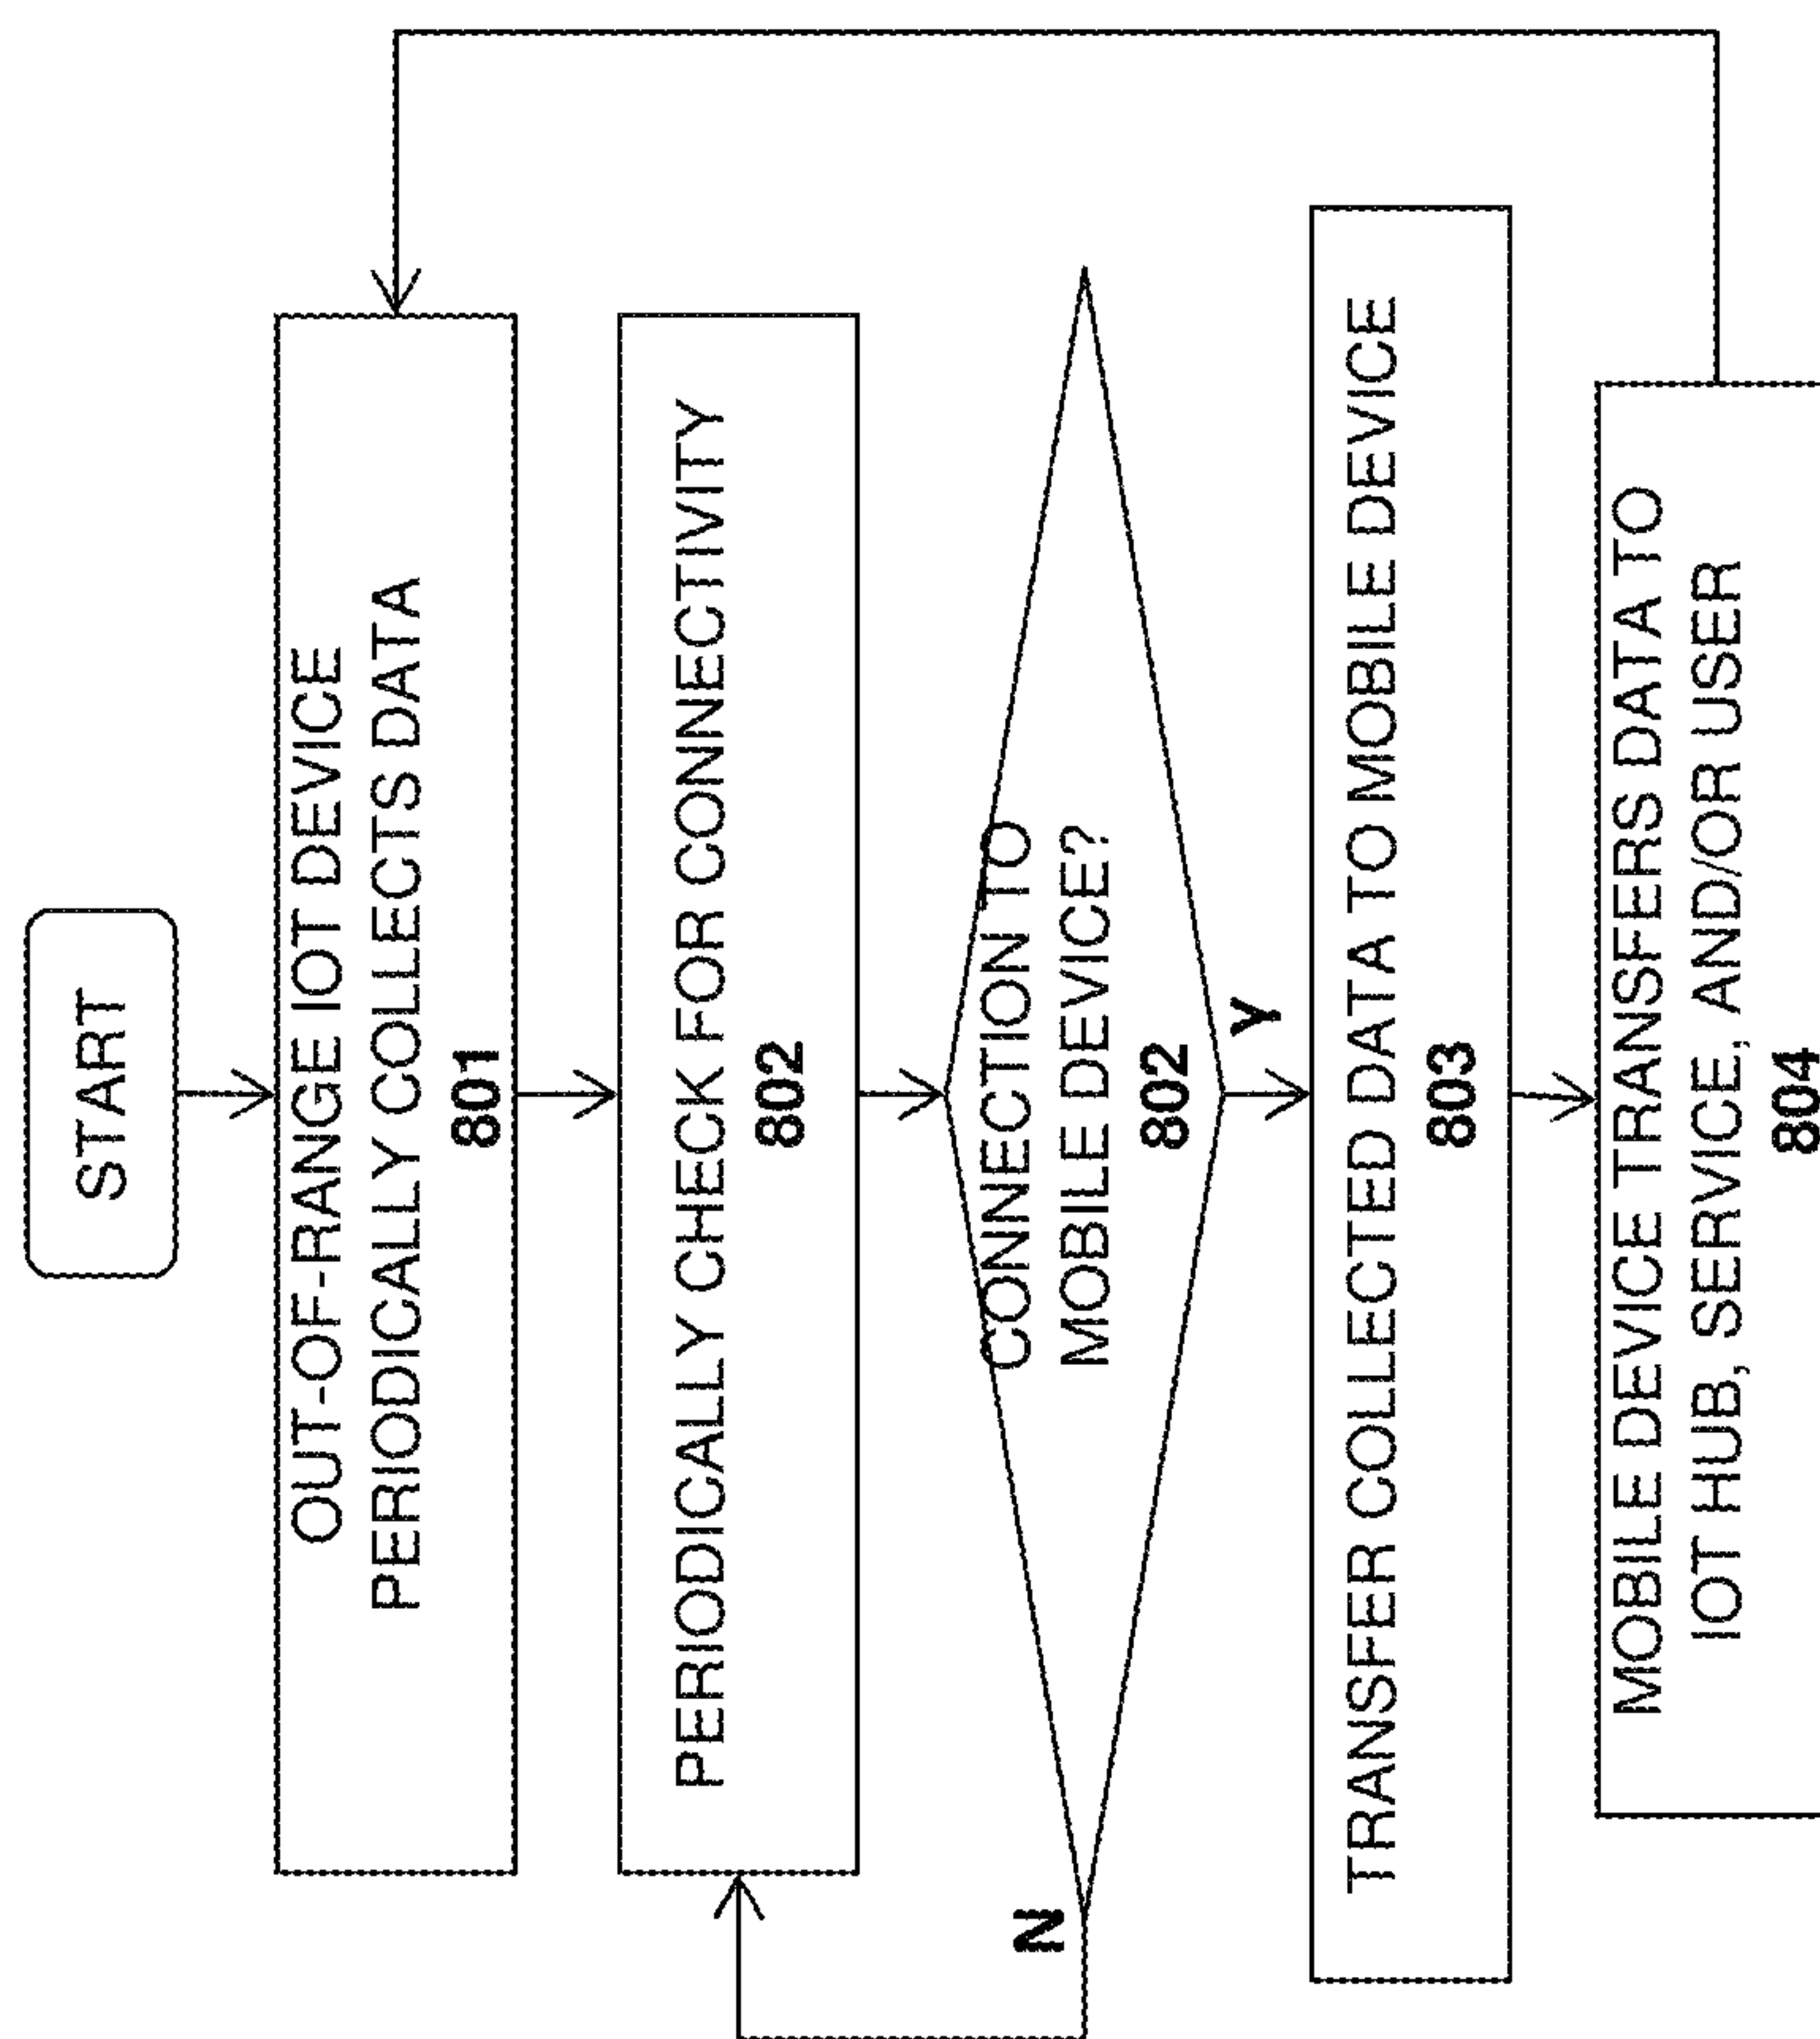 START
OUT-OF-RANGE IOT DEVICE
PERIODICALLY COLLECTS DATA
801
PERIODICALLY CHECK FOR CONNECTIVITY
802
CONNECTION TO
MOBILE DEVICE?
802
N
Y
TRANSFER COLLECTED DATA TO MOBILE DEVICE
803
MOBILE DEVICE TRANSFERS DATA TO
IOT HUB, SERVICE, AND/OR USER
804